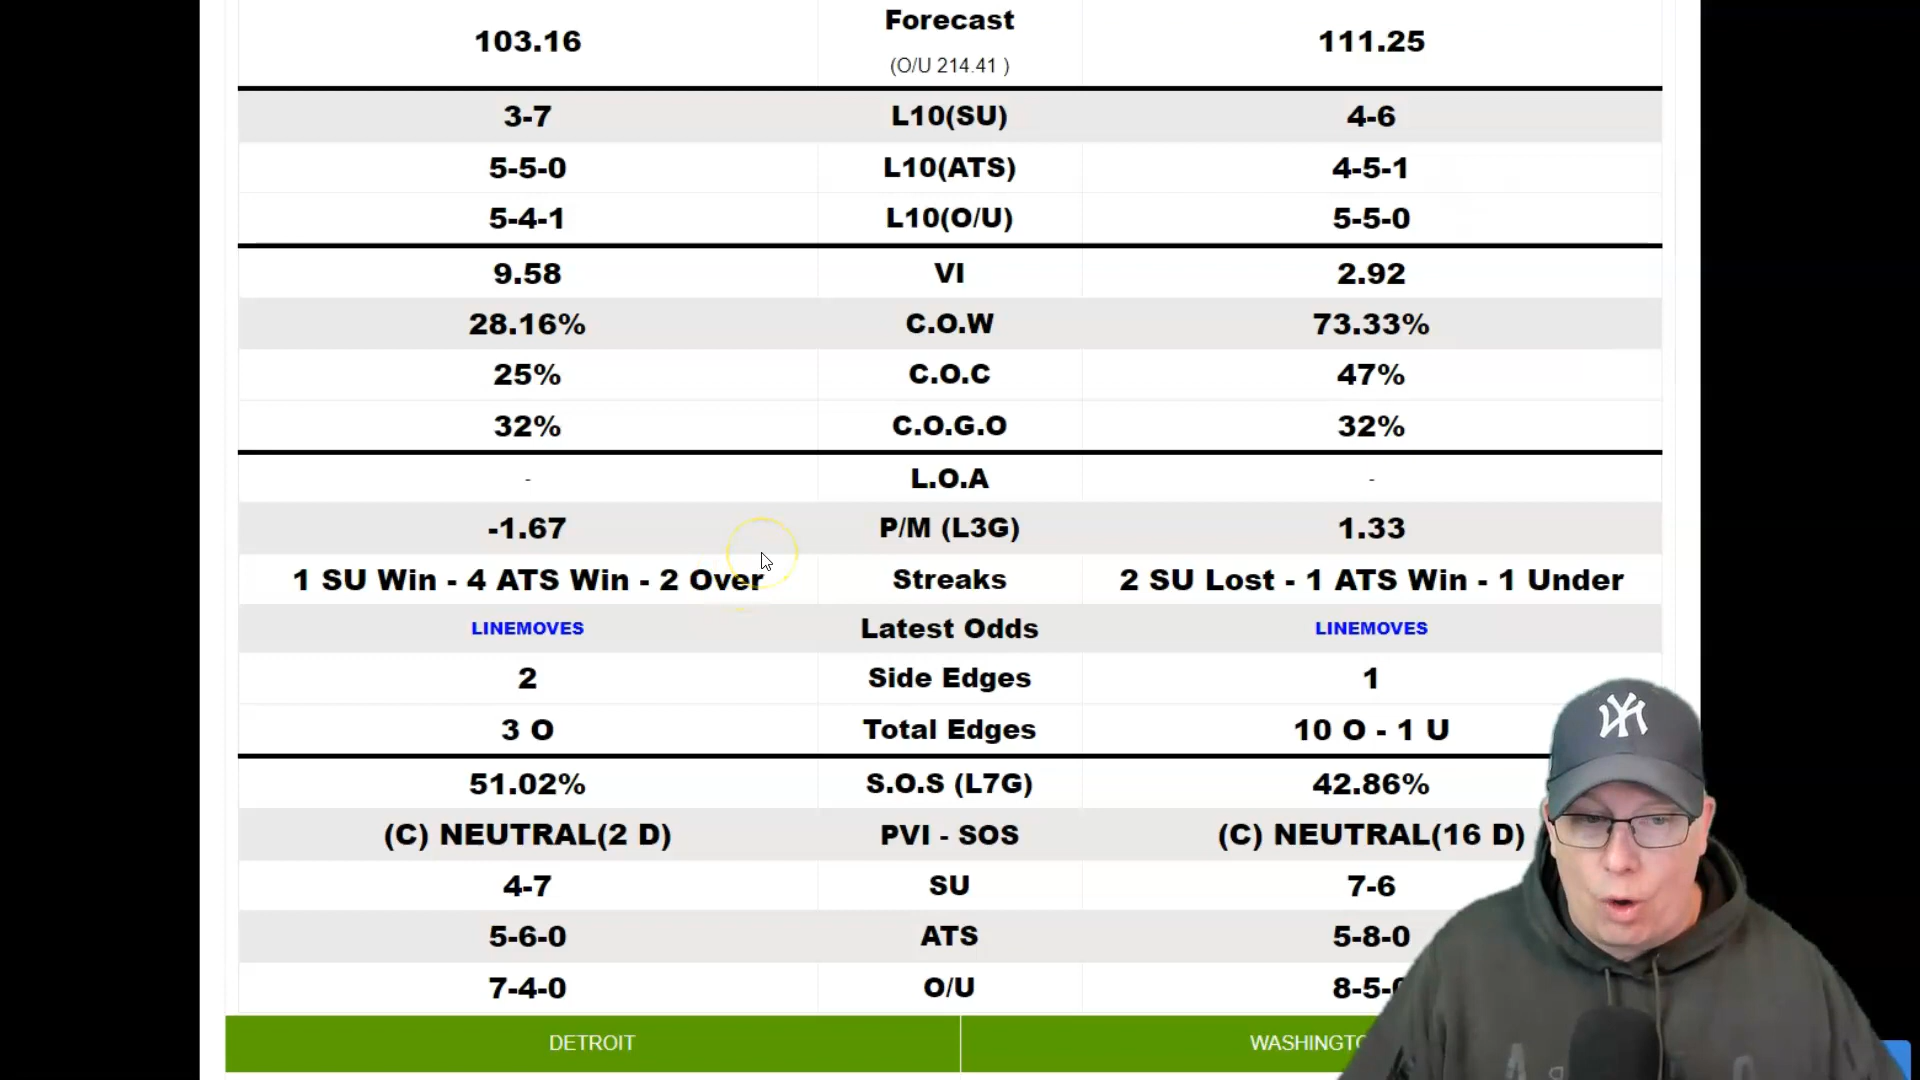 103.16 Forecast 111.25
(O/U 214.41 )
3-7 L10(SU) 4-6
5-5-0 L10(ATS) 4-5-1
5-4-1 L10(O/U) 5-5-0
9.58 VI 2.92
28.16% C.O.W 73.33%
25% C.O.C 47%
32% C.O.G.O 32%
- L.O.A -
-1.67 P/M (L3G) 1.33
1 SU Win - 4 ATS Win - 2 Over Streaks 2 SU Lost - 1 ATS Win - 1 Under
LINEMOVES Latest Odds LINEMOVES
2 Side Edges 1
3 O Total Edges 10 O - 1 U
51.02% S.O.S (L7G) 42.86%
(C) NEUTRAL(2 D) PVI - SOS (C) NEUTRAL(16 D)
4-7 SU 7-6
5-6-0 ATS 5-8-0
7-4-0 O/U 8-5-
DETROIT WASHINGTO
NY